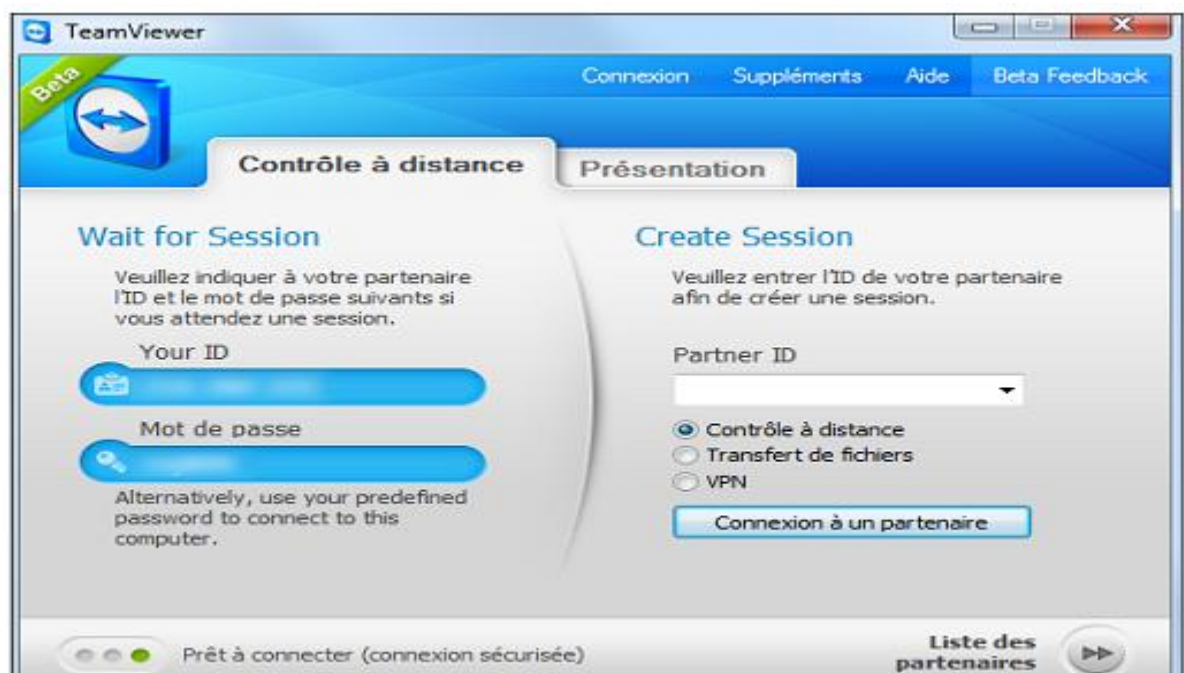 TeamViewer
Beta
Connexion Suppléments Aide Beta Feedback
Contrôle à distance Présentation
Wait for Session
Veuillez indiquer à votre partenaire
l'ID et le mot de passe suivants si
vous attendez une session.
Your ID
Mot de passe
Alternatively, use your predefined
password to connect to this
computer.
Create Session
Veuillez entrer l'ID de votre partenaire
afin de créer une session.
Partner ID
Contrôle à distance
Transfert de fichiers
VPN
Connexion à un partenaire
Prêt à connecter (connexion sécurisée)
Liste des
partenaires